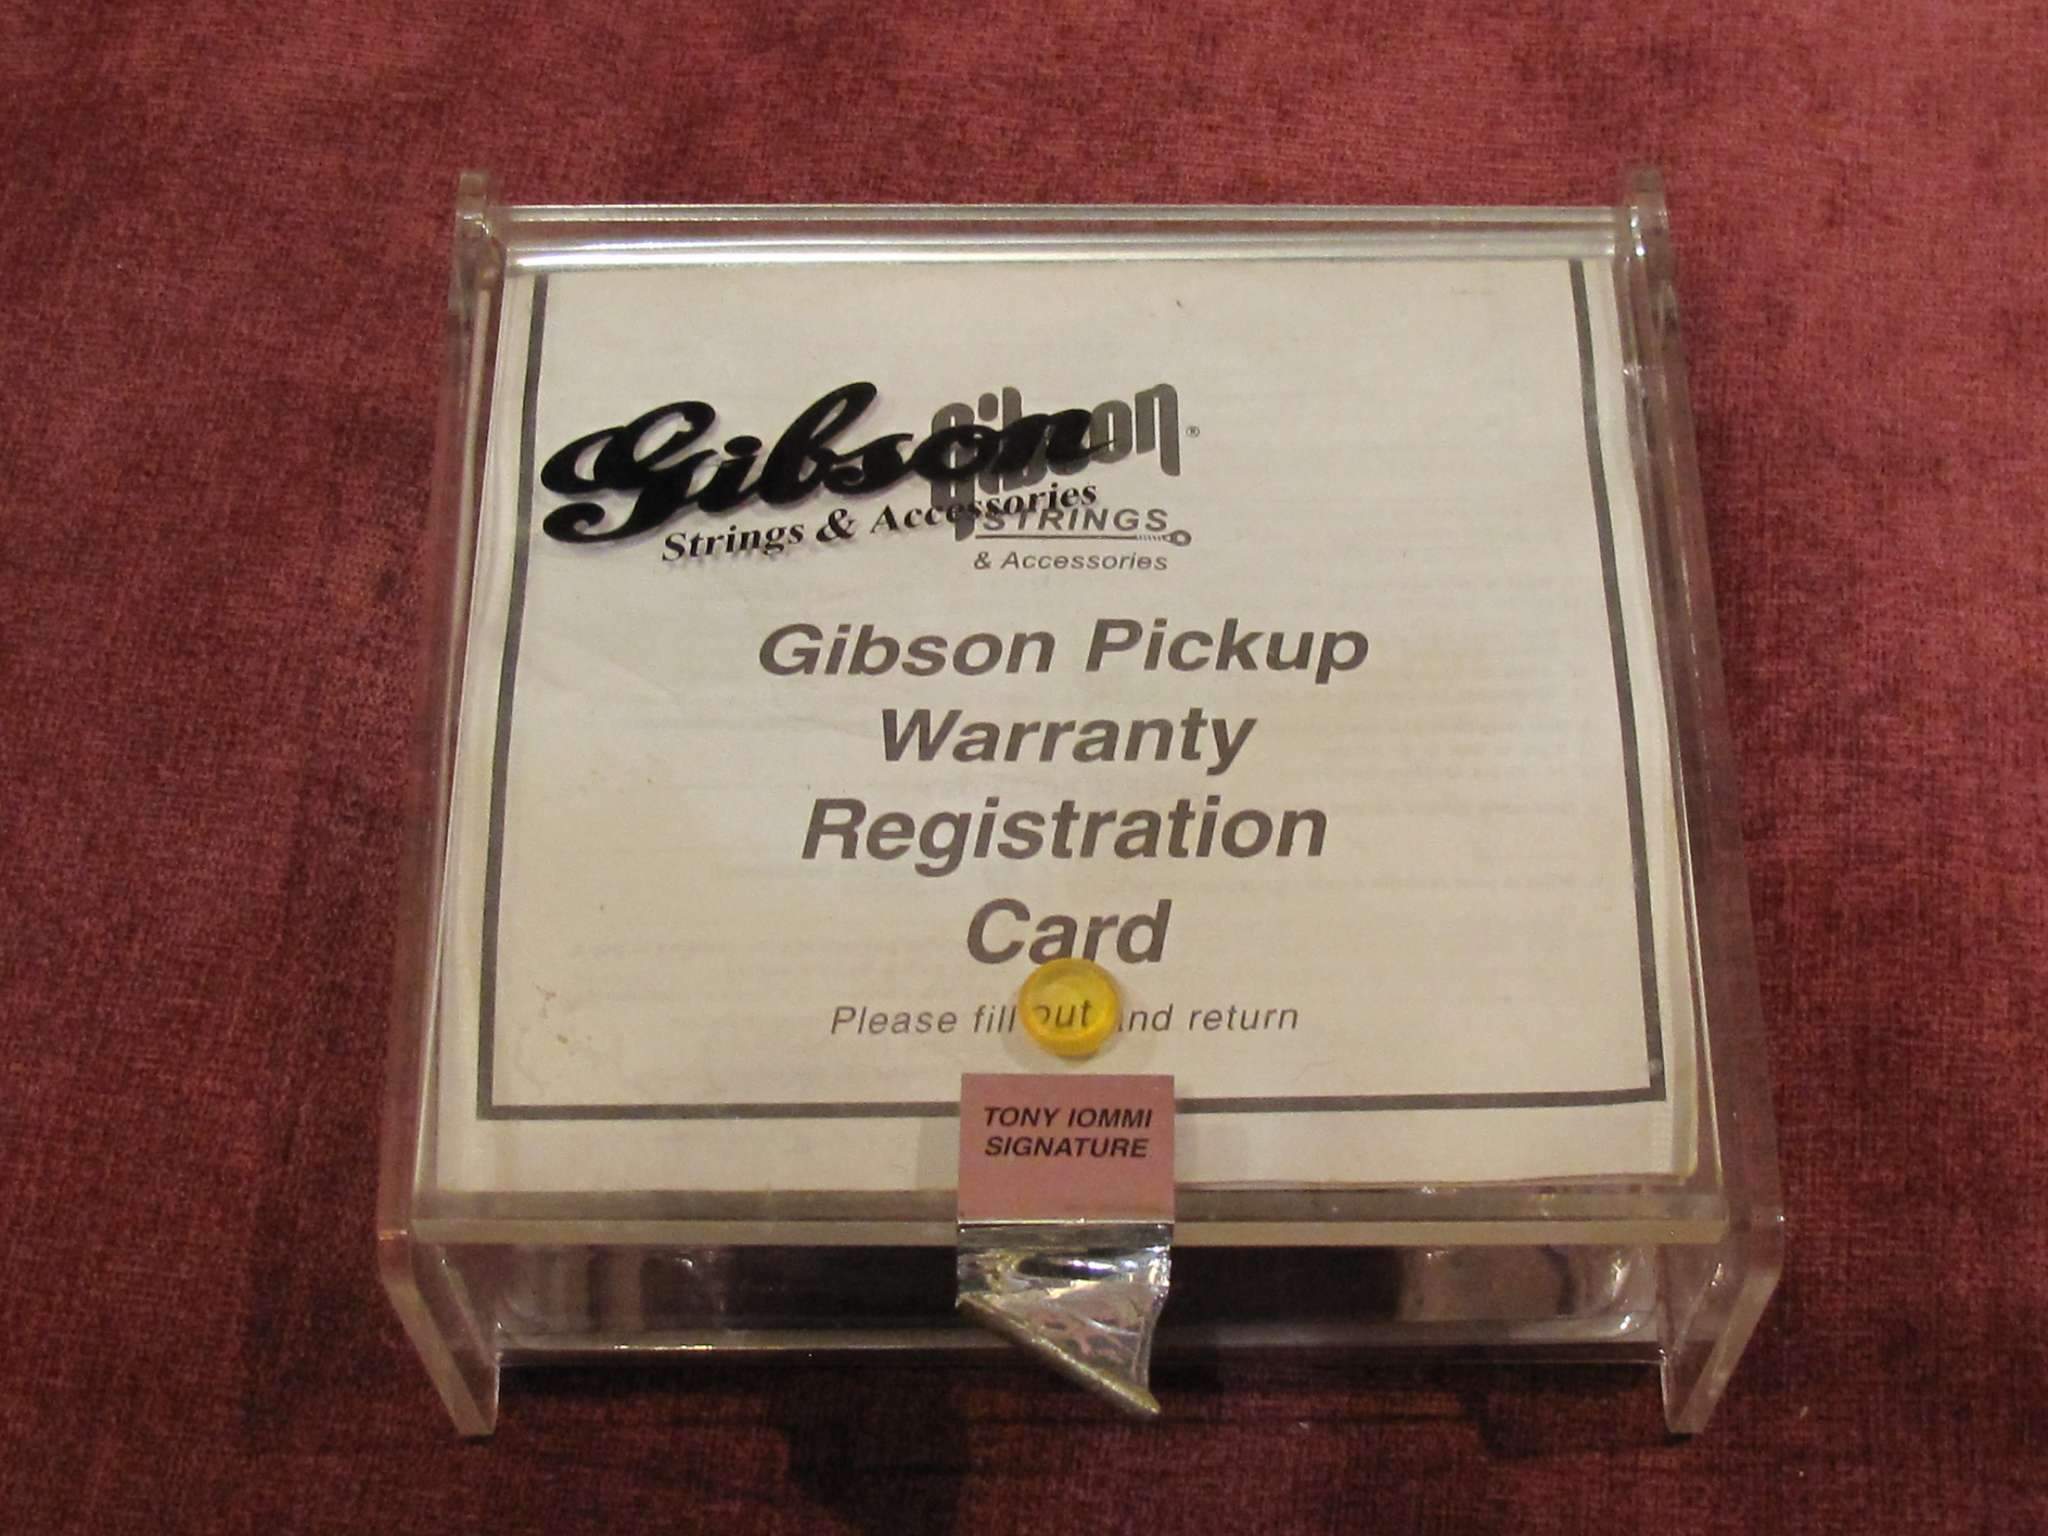 Gibson
Strings & Accessories
Gibson®
STRINGS
& Accessories
Gibson Pickup
Warranty
Registration
Card
Please fill out and return
TONY IOMMI
SIGNATURE